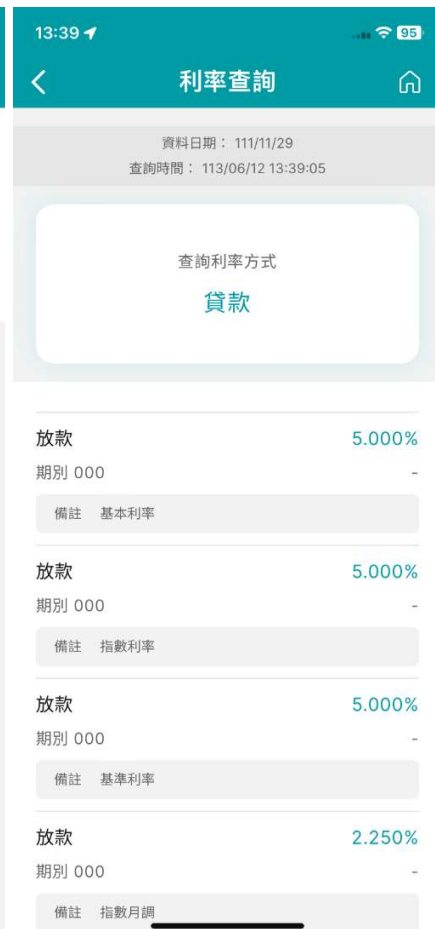 13:39
95
利率查詢
資料日期： 111/11/29
查詢時間： 113/06/12 13:39:05
查詢利率方式
貸款
放款 5.000%
期別 000 -
備註 基本利率
放款 5.000%
期別 000 -
備註 指數利率
放款 5.000%
期別 000 -
備註 基準利率
放款 2.250%
期別 000 -
備註 指數月調